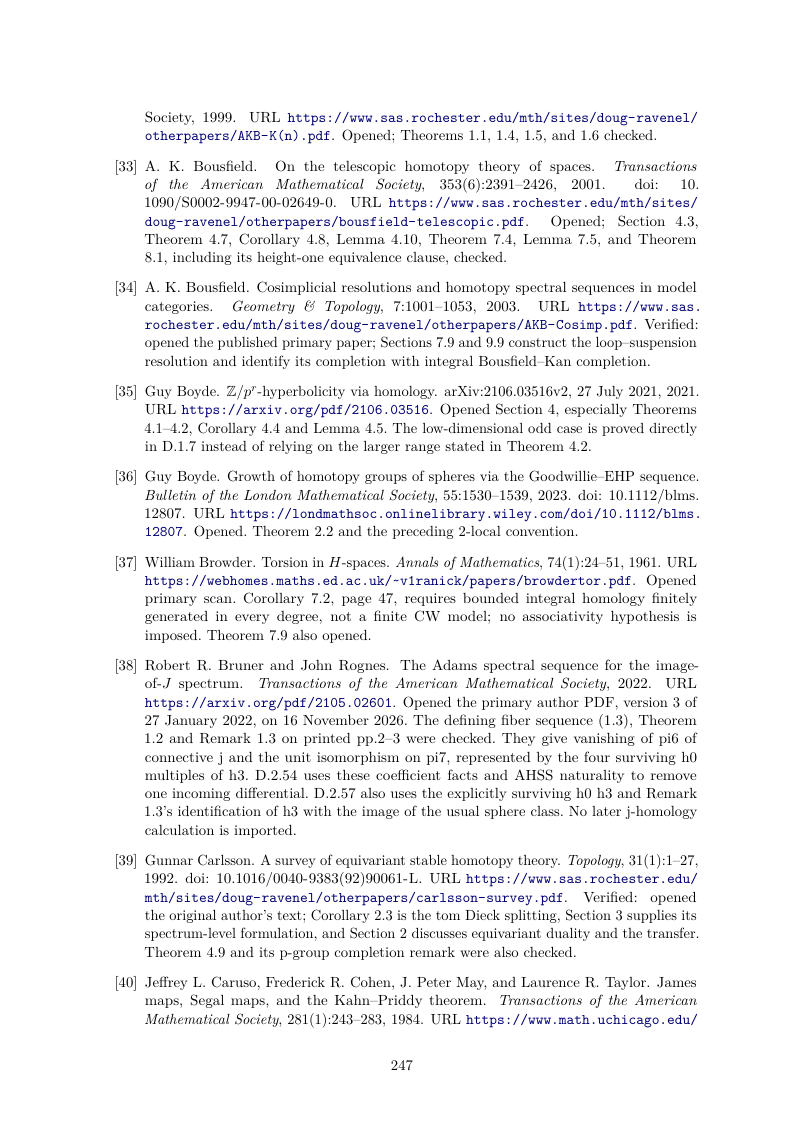 Society, 1999. URL https://www.sas.rochester.edu/mth/sites/doug-ravenel/
otherpapers/AKB-K(n).pdf. Opened; Theorems 1.1, 1.4, 1.5, and 1.6 checked.
[33] A. K. Bousfield. On the telescopic homotopy theory of spaces. Transactions
of the American Mathematical Society, 353(6):2391–2426, 2001. doi: 10.
1090/S0002-9947-00-02649-0. URL https://www.sas.rochester.edu/mth/sites/
doug-ravenel/otherpapers/bousfield-telescopic.pdf. Opened; Section 4.3,
Theorem 4.7, Corollary 4.8, Lemma 4.10, Theorem 7.4, Lemma 7.5, and Theorem
8.1, including its height-one equivalence clause, checked.
[34] A. K. Bousfield. Cosimplicial resolutions and homotopy spectral sequences in model
categories. Geometry & Topology, 7:1001–1053, 2003. URL https://www.sas.
rochester.edu/mth/sites/doug-ravenel/otherpapers/AKB-Cosimp.pdf. Verified:
opened the published primary paper; Sections 7.9 and 9.9 construct the loop–suspension
resolution and identify its completion with integral Bousfield–Kan completion.
[35] Guy Boyde. ℤ/pʳ-hyperbolicity via homology. arXiv:2106.03516v2, 27 July 2021, 2021.
URL https://arxiv.org/pdf/2106.03516. Opened Section 4, especially Theorems
4.1–4.2, Corollary 4.4 and Lemma 4.5. The low-dimensional odd case is proved directly
in D.1.7 instead of relying on the larger range stated in Theorem 4.2.
[36] Guy Boyde. Growth of homotopy groups of spheres via the Goodwillie–EHP sequence.
Bulletin of the London Mathematical Society, 55:1530–1539, 2023. doi: 10.1112/blms.
12807. URL https://londmathsoc.onlinelibrary.wiley.com/doi/10.1112/blms.
12807. Opened. Theorem 2.2 and the preceding 2-local convention.
[37] William Browder. Torsion in H-spaces. Annals of Mathematics, 74(1):24–51, 1961. URL
https://webhomes.maths.ed.ac.uk/~v1ranick/papers/browdertor.pdf. Opened
primary scan. Corollary 7.2, page 47, requires bounded integral homology finitely
generated in every degree, not a finite CW model; no associativity hypothesis is
imposed. Theorem 7.9 also opened.
[38] Robert R. Bruner and John Rognes. The Adams spectral sequence for the image-
of-J spectrum. Transactions of the American Mathematical Society, 2022. URL
https://arxiv.org/pdf/2105.02601. Opened the primary author PDF, version 3 of
27 January 2022, on 16 November 2026. The defining fiber sequence (1.3), Theorem
1.2 and Remark 1.3 on printed pp.2–3 were checked. They give vanishing of pi6 of
connective j and the unit isomorphism on pi7, represented by the four surviving h0
multiples of h3. D.2.54 uses these coefficient facts and AHSS naturality to remove
one incoming differential. D.2.57 also uses the explicitly surviving h0 h3 and Remark
1.3's identification of h3 with the image of the usual sphere class. No later j-homology
calculation is imported.
[39] Gunnar Carlsson. A survey of equivariant stable homotopy theory. Topology, 31(1):1–27,
1992. doi: 10.1016/0040-9383(92)90061-L. URL https://www.sas.rochester.edu/
mth/sites/doug-ravenel/otherpapers/carlsson-survey.pdf. Verified: opened
the original author's text; Corollary 2.3 is the tom Dieck splitting, Section 3 supplies its
spectrum-level formulation, and Section 2 discusses equivariant duality and the transfer.
Theorem 4.9 and its p-group completion remark were also checked.
[40] Jeffrey L. Caruso, Frederick R. Cohen, J. Peter May, and Laurence R. Taylor. James
maps, Segal maps, and the Kahn–Priddy theorem. Transactions of the American
Mathematical Society, 281(1):243–283, 1984. URL https://www.math.uchicago.edu/
247